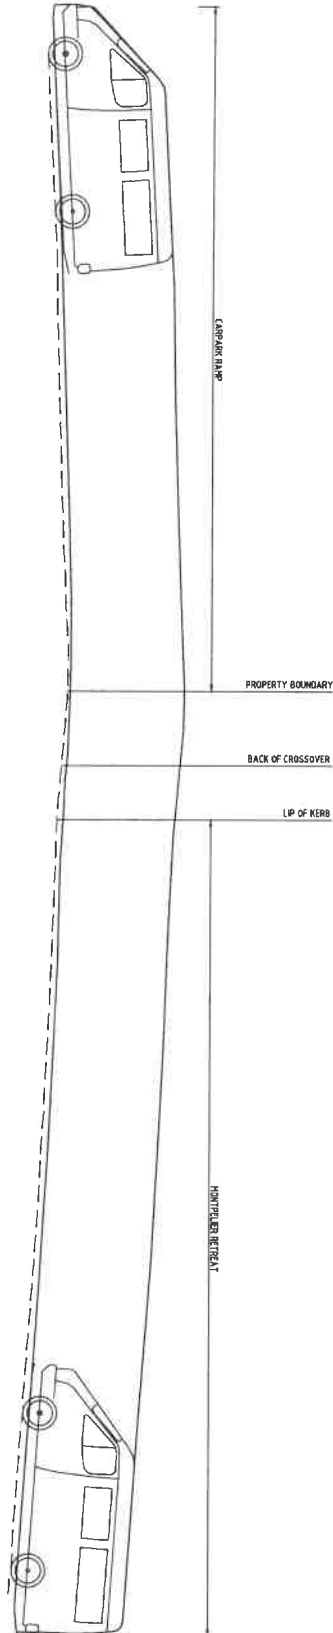 CARPARK RAMP
PROPERTY BOUNDARY
BACK OF CROSSOVER
LIP OF KERB
MONTPELIER RETREAT